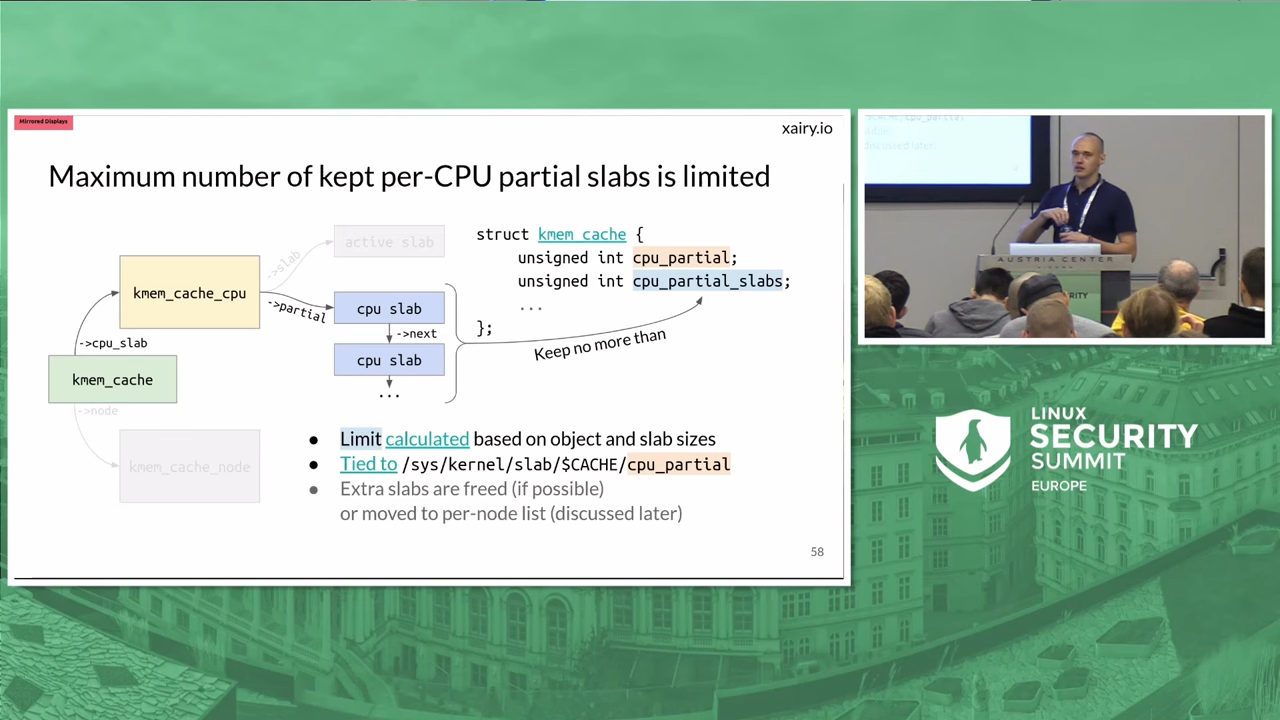 Mirrored Displays
xairy.io
Maximum number of kept per-CPU partial slabs is limited
active slab
->slab
kmem_cache_cpu
->partial
cpu slab
->next
cpu slab
...
->cpu_slab
kmem_cache
->node
kmem_cache_node
struct kmem_cache {
unsigned int cpu_partial;
unsigned int cpu_partial_slabs;
...
};
Keep no more than
● Limit calculated based on object and slab sizes
● Tied to /sys/kernel/slab/$CACHE/cpu_partial
● Extra slabs are freed (if possible)
or moved to per-node list (discussed later)
58
discussed later.
AUSTRIA CENTER
LINUX
SECURITY
SUMMIT
EUROPE